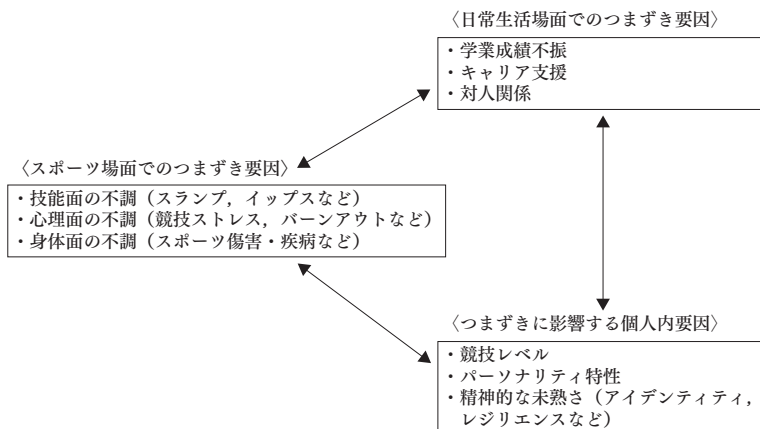 〈日常生活場面でのつまずき要因〉
・学業成績不振
・キャリア支援
・対人関係
〈スポーツ場面でのつまずき要因〉
・技能面の不調（スランプ，イップスなど）
・心理面の不調（競技ストレス，バーンアウトなど）
・身体面の不調（スポーツ傷害・疾病など）
〈つまずきに影響する個人内要因〉
・競技レベル
・パーソナリティ特性
・精神的な未熟さ（アイデンティティ，
レジリエンスなど）